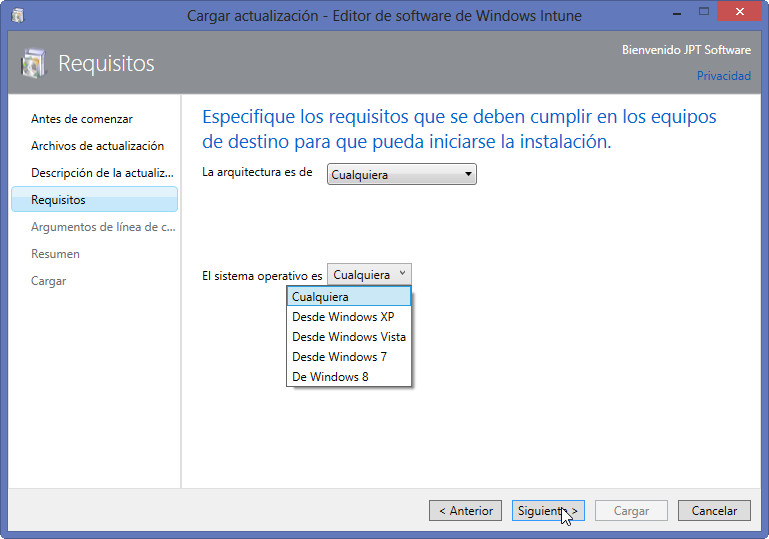 Cargar actualización - Editor de software de Windows Intune
Requisitos
Bienvenido JPT Software
Privacidad
Antes de comenzar
Archivos de actualización
Descripción de la actualiz...
Requisitos
Argumentos de línea de c...
Resumen
Cargar
Especifique los requisitos que se deben cumplir en los equipos
de destino para que pueda iniciarse la instalación.
La arquitectura es de Cualquiera
El sistema operativo es Cualquiera
Cualquiera
Desde Windows XP
Desde Windows Vista
Desde Windows 7
De Windows 8
< Anterior Siguiente > Cargar Cancelar